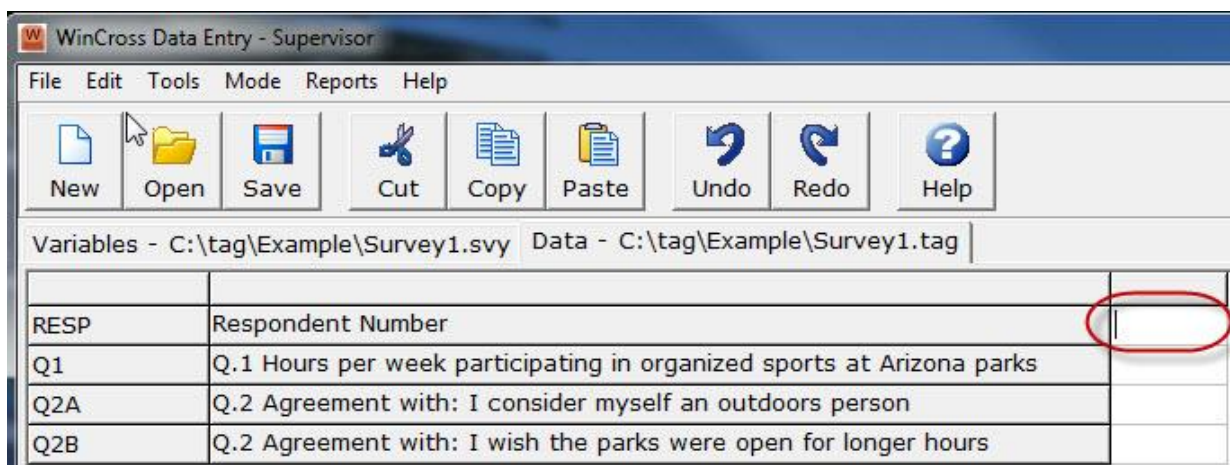 W WinCross Data Entry - Supervisor
File Edit Tools Mode Reports Help
New Open Save Cut Copy Paste Undo Redo Help
Variables - C:\tag\Example\Survey1.svy Data - C:\tag\Example\Survey1.tag
RESP Respondent Number
Q1 Q.1 Hours per week participating in organized sports at Arizona parks
Q2A Q.2 Agreement with: I consider myself an outdoors person
Q2B Q.2 Agreement with: I wish the parks were open for longer hours